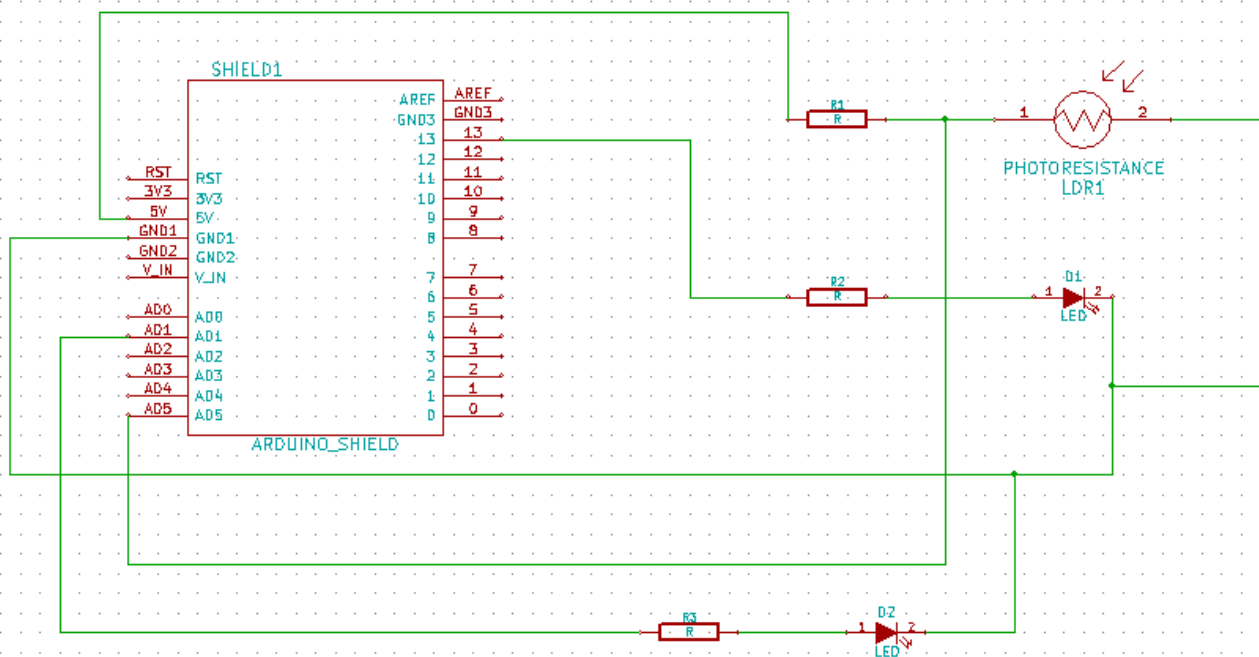 SHIELD1
AREF AREF
GND3 GND3
13 13
12 12
RST RST 11 11
3V3 3V3 10 10
5V 5V 9 9
GND1 GND1 8 8
GND2 GND2
V_IN V_IN 7 7
6 6
AD0 AD0 5 5
AD1 AD1 4 4
AD2 AD2 3 3
AD3 AD3 2 2
AD4 AD4 1 1
AD5 AD5 0 0
ARDUINO_SHIELD
R1
R
1 2
PHOTORESISTANCE
LDR1
R2
R
D1
1 2
LED
R3
R
D2
1 2
LED